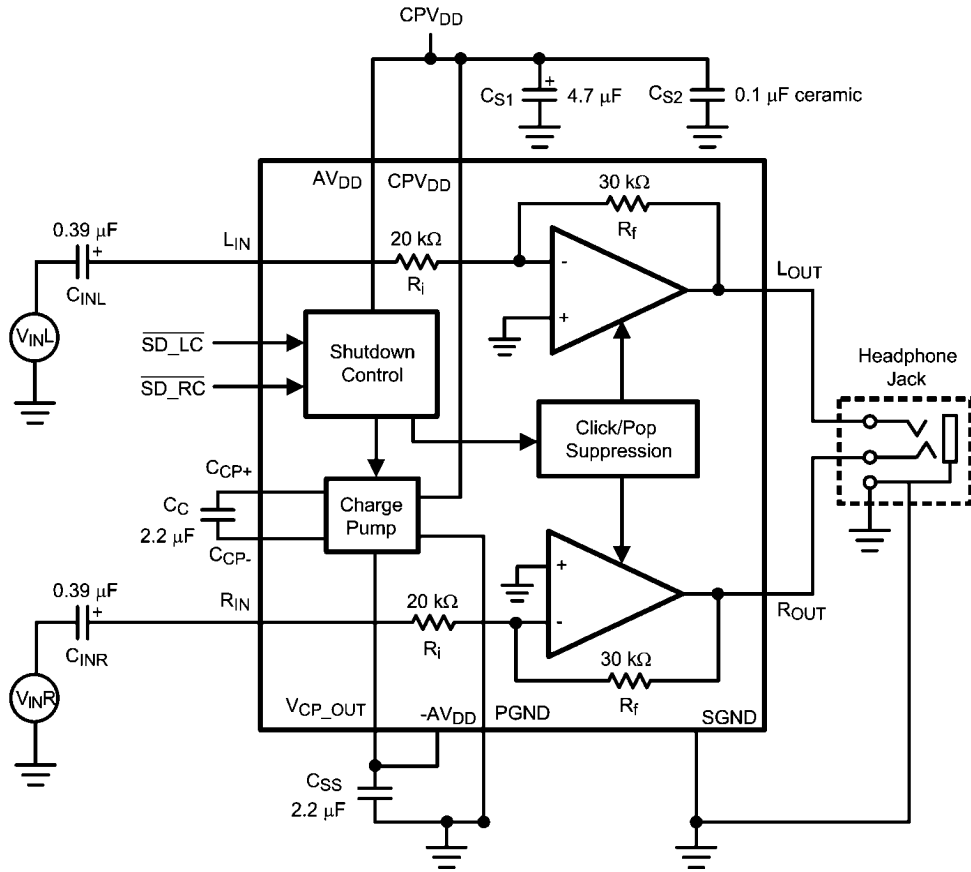 CPVDD
CS1
+
4.7 μF
CS2
0.1 μF ceramic
AVDD
CPVDD
30 kΩ
Rf
0.39 μF
+
CINL
LIN
20 kΩ
Ri
-
+
LOUT
VINL
SD_LC
SD_RC
Shutdown
Control
Click/Pop
Suppression
Headphone
Jack
CCP+
CC
2.2 μF
CCP-
Charge
Pump
0.39 μF
+
CINR
RIN
20 kΩ
Ri
+
-
ROUT
30 kΩ
Rf
VINR
VCP_OUT
-AVDD
PGND
SGND
CSS
2.2 μF